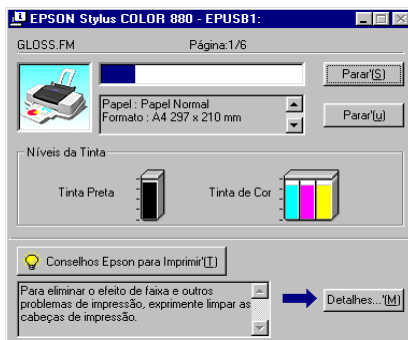 EPSON Stylus COLOR 880 - EPUSB1:
GLOSS.FM Página:1/6
Parar'(S)
Papel : Papel Normal
Formato : A4 297 x 210 mm
Parar'(u)
Níveis da Tinta
Tinta Preta Tinta de Cor
Conselhos Epson para Imprimir'(T)
Para eliminar o efeito de faixa e outros
problemas de impressão, exprimente limpar as
cabeças de impressão.
Detalhes...'(M)